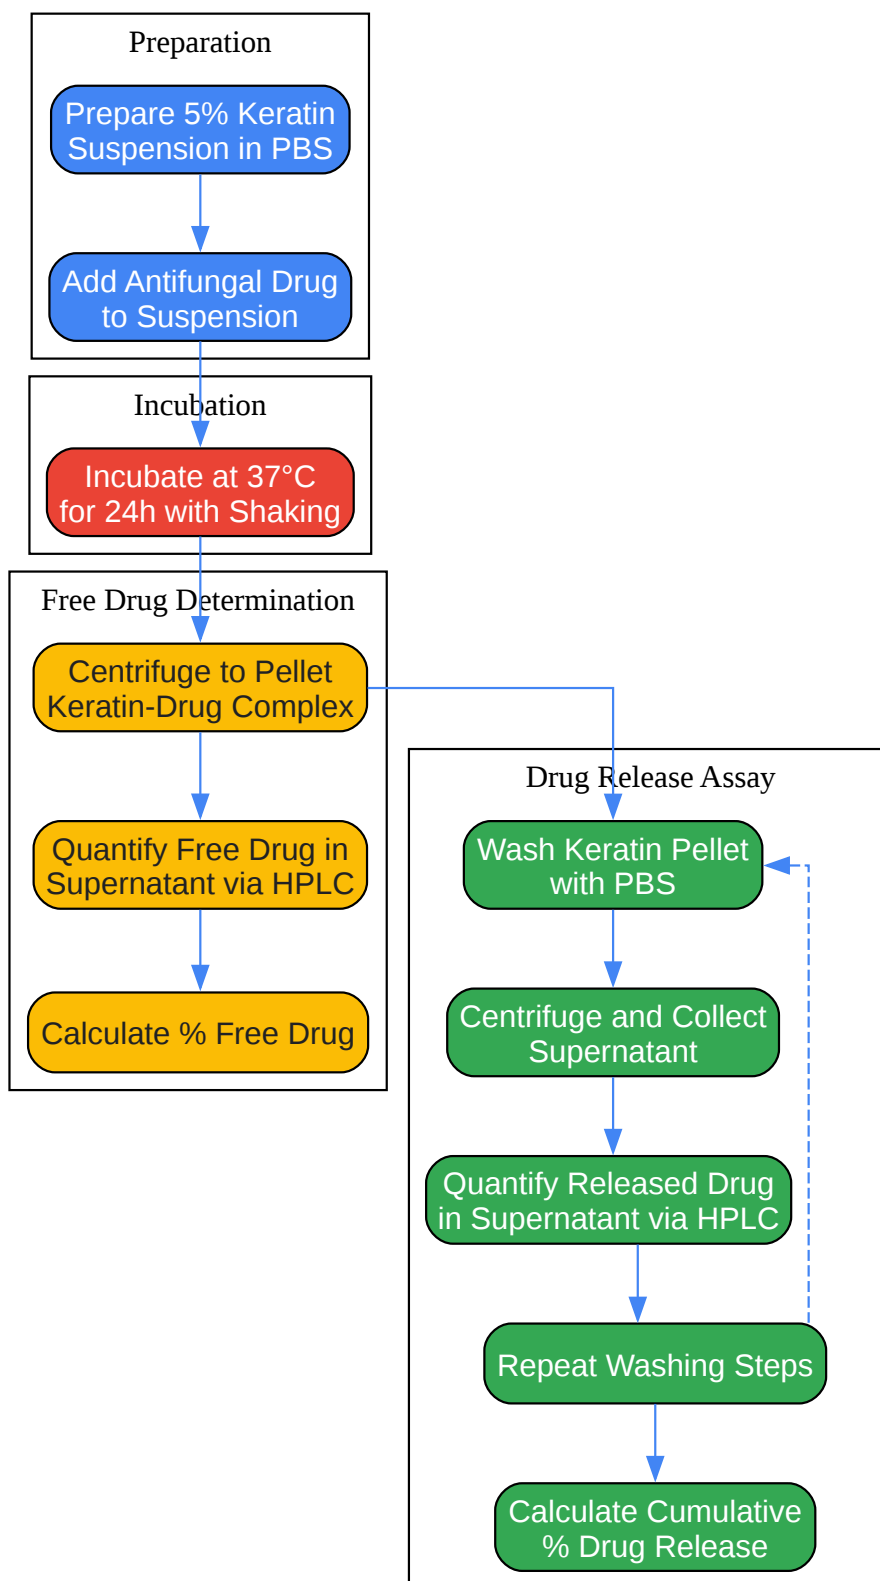 Preparation
Prepare 5% Keratin
Suspension in PBS
Add Antifungal Drug
to Suspension
Incubation
Incubate at 37°C
for 24h with Shaking
Free Drug Determination
Centrifuge to Pellet
Keratin-Drug Complex
Quantify Free Drug in
Supernatant via HPLC
Calculate % Free Drug
Drug Release Assay
Wash Keratin Pellet
with PBS
Centrifuge and Collect
Supernatant
Quantify Released Drug
in Supernatant via HPLC
Repeat Washing Steps
Calculate Cumulative
% Drug Release